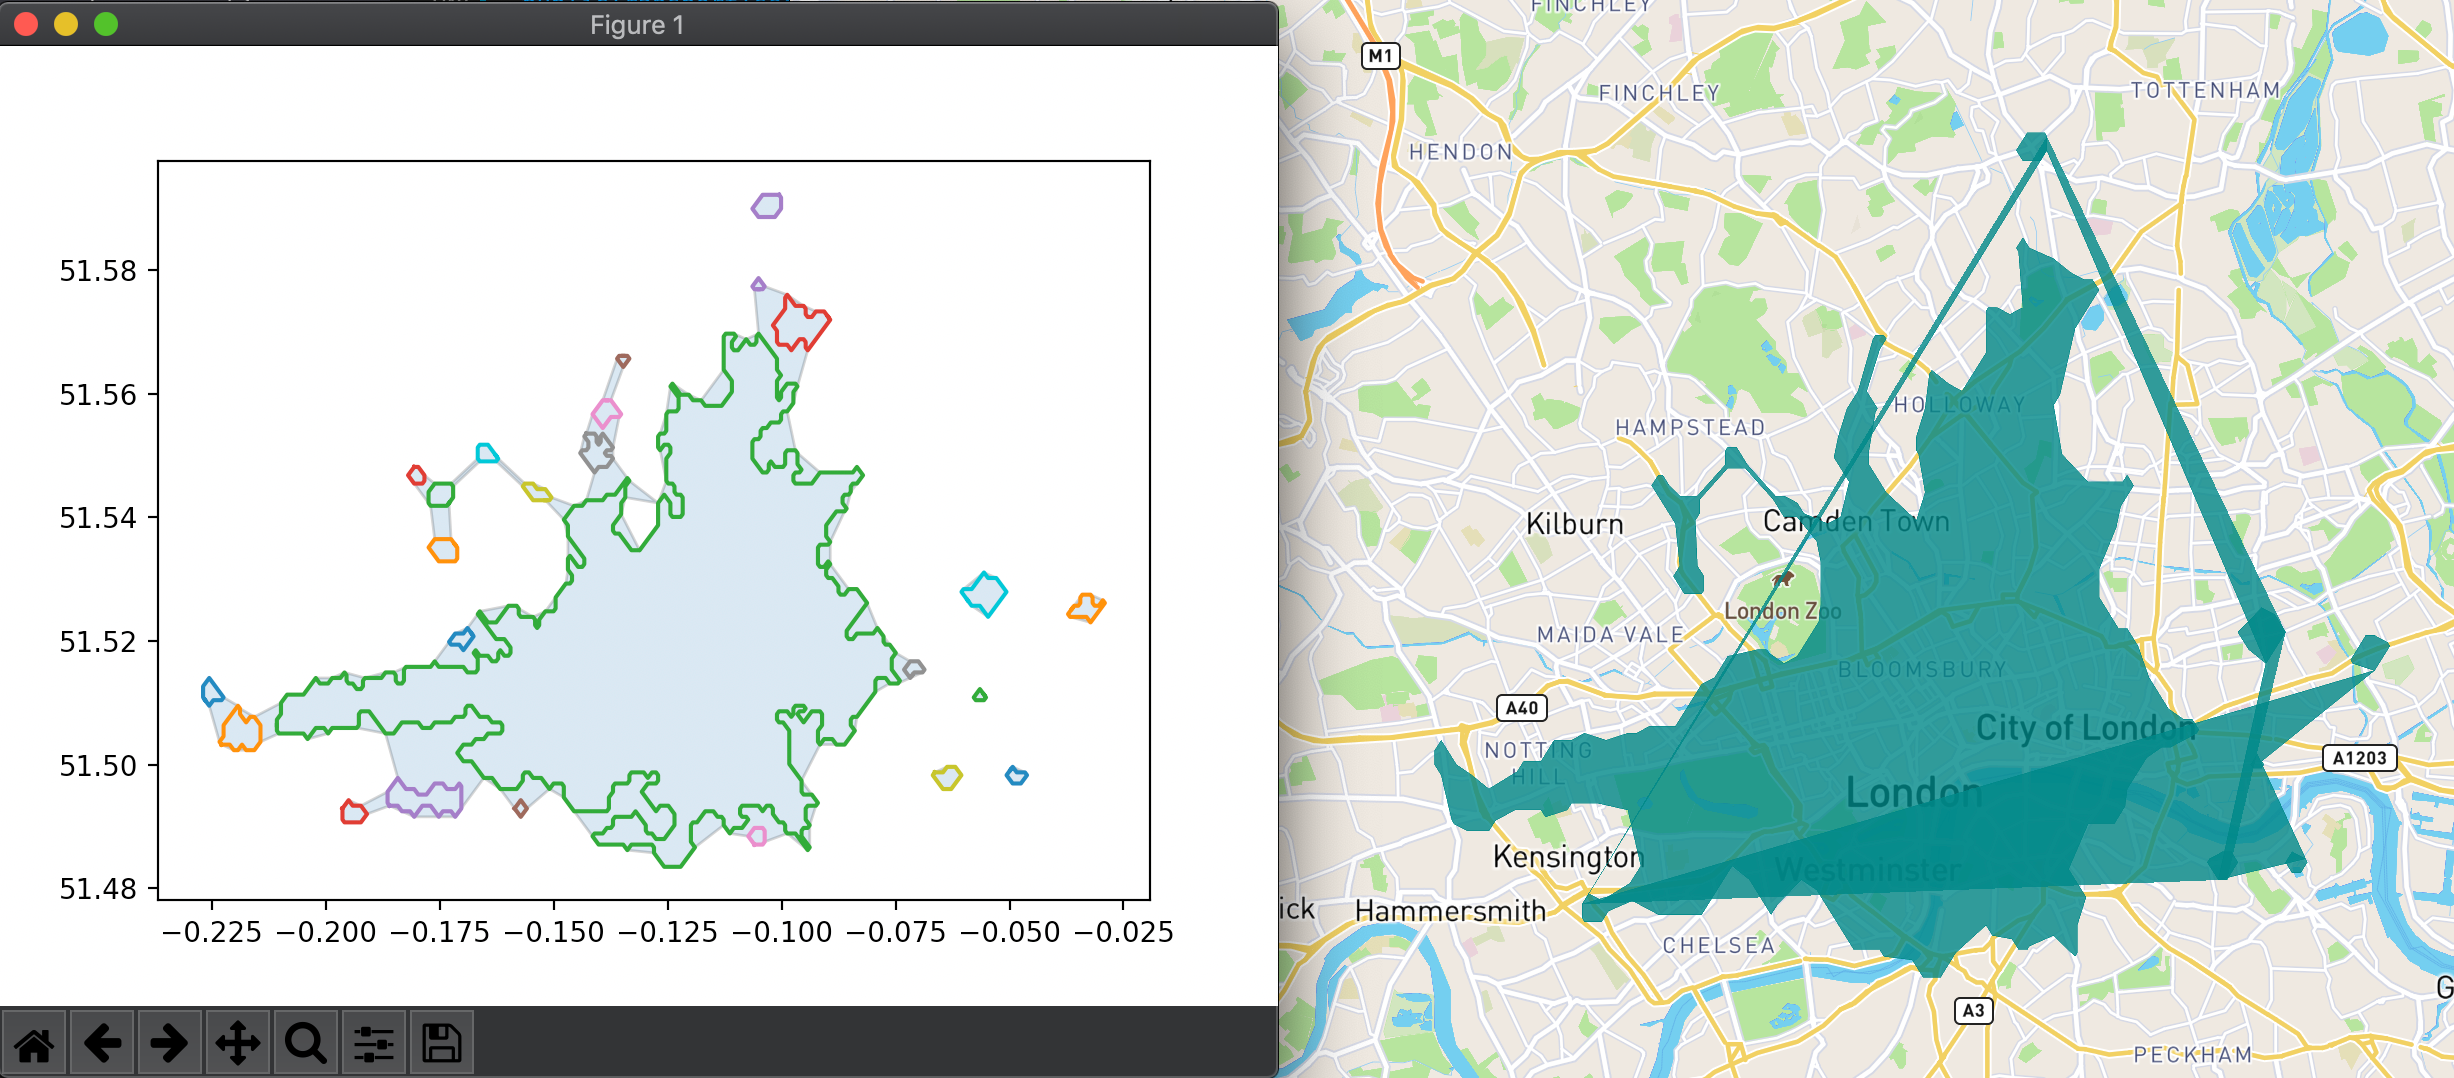 Figure 1
51.58
51.56
51.54
51.52
51.50
51.48
−0.225 −0.200 −0.175 −0.150 −0.125 −0.100 −0.075 −0.050 −0.025
FINCHLEY
M1
FINCHLEY
TOTTENHAM
HENDON
HOLLOWAY
HAMPSTEAD
Kilburn
Camden Town
London Zoo
MAIDA VALE
BLOOMSBURY
A40
City of London
NOTTING
HILL
A1203
London
Kensington
Westminster
ick
Hammersmith
CHELSEA
G
A3
PECKHAM